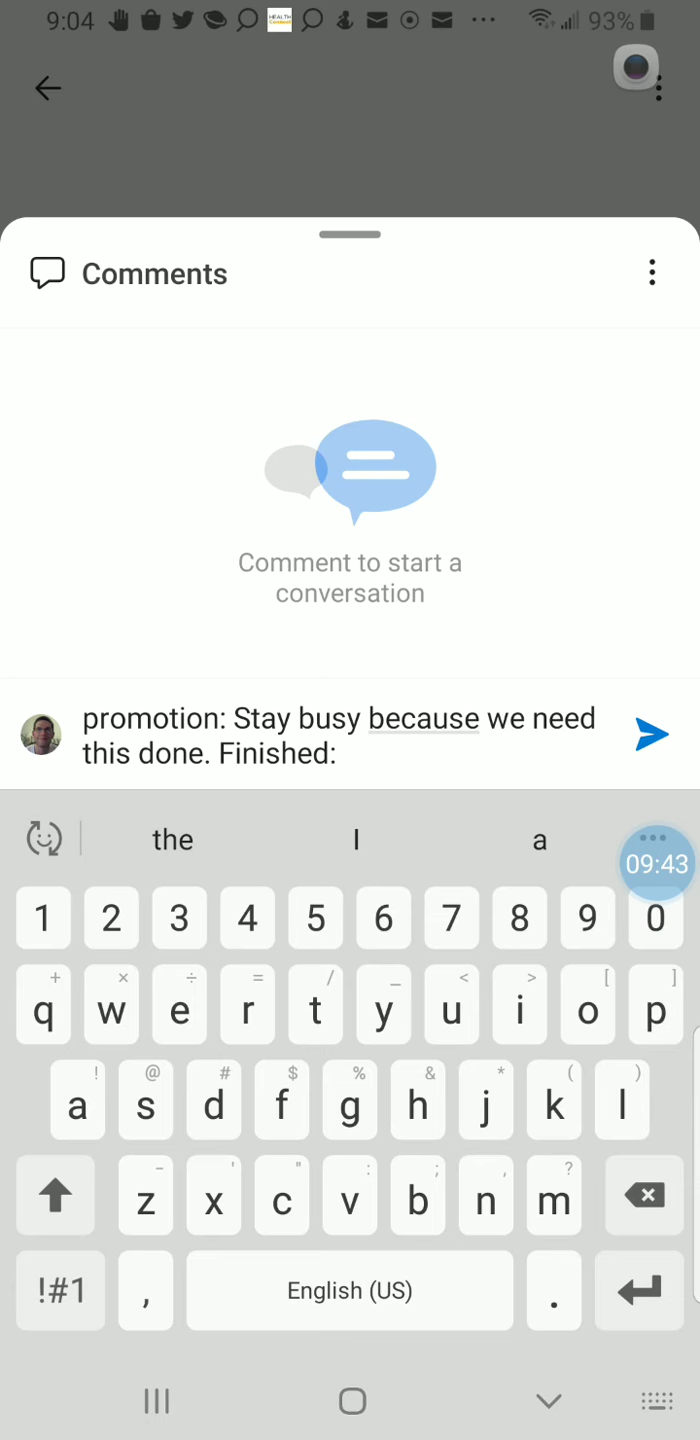 9:04 93%
Comments
Comment to start a
conversation
promotion: Stay busy because we need
this done. Finished:
the I a
09:43
1 2 3 4 5 6 7 8 9 0
+ × ÷ = / _ < > [ ]
q w e r t y u i o p
! @ # $ % & * ( )
a s d f g h j k l
- ' " : ; , ?
z x c v b n m
!#1 , English (US) .